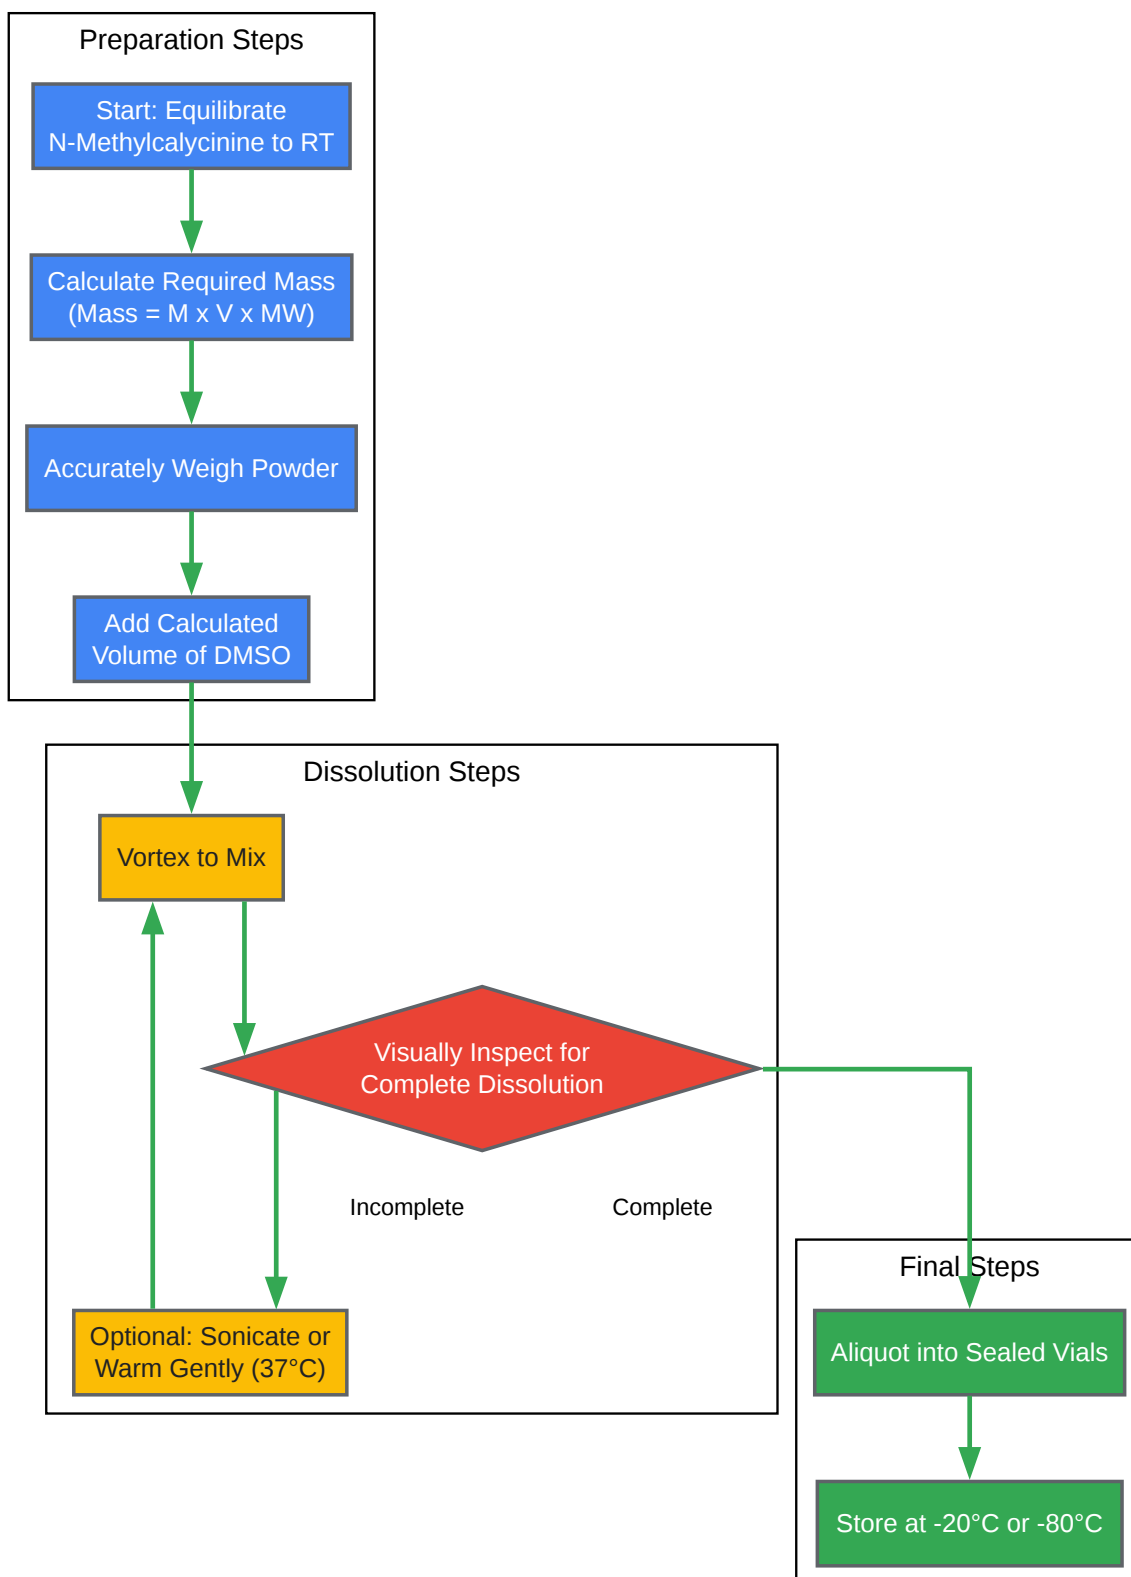 Preparation Steps
Start: Equilibrate
N-Methylcalycinine to RT
Calculate Required Mass
(Mass = M x V x MW)
Accurately Weigh Powder
Add Calculated
Volume of DMSO
Dissolution Steps
Vortex to Mix
Visually Inspect for
Complete Dissolution
Incomplete
Complete
Optional: Sonicate or
Warm Gently (37°C)
Final Steps
Aliquot into Sealed Vials
Store at -20°C or -80°C